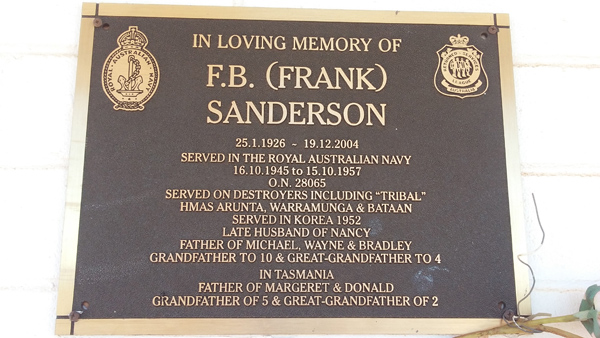 ROYAL AUSTRALIAN NAVY
IN LOVING MEMORY OF
F.B. (FRANK)
SANDERSON
25.1.1926 - 19.12.2004
SERVED IN THE ROYAL AUSTRALIAN NAVY
16.10.1945 to 15.10.1957
O.N. 28065
SERVED ON DESTROYERS INCLUDING "TRIBAL"
HMAS ARUNTA, WARRAMUNGA & BATAAN
SERVED IN KOREA 1952
LATE HUSBAND OF NANCY
FATHER OF MICHAEL, WAYNE & BRADLEY
GRANDFATHER TO 10 & GREAT-GRANDFATHER TO 4
IN TASMANIA
FATHER OF MARGERET & DONALD
GRANDFATHER OF 5 & GREAT-GRANDFATHER OF 2